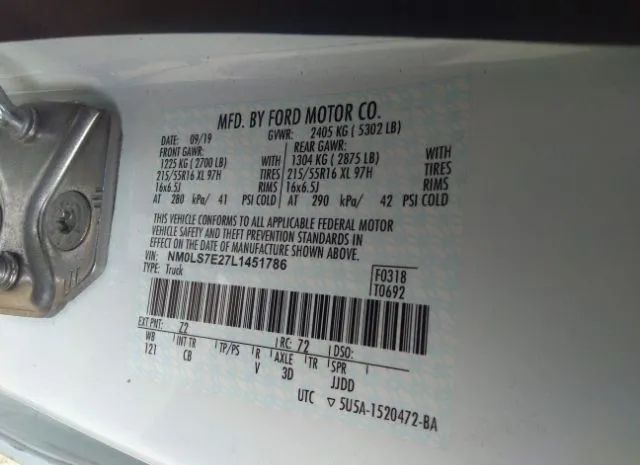 MFD. BY FORD MOTOR CO.
DATE: 09/19 GVWR: 2405 KG ( 5302 LB)
FRONT GAWR: REAR GAWR:
1225 KG ( 2700 LB) WITH 1304 KG ( 2875 LB) WITH
215/55R16 XL 97H TIRES 215/55R16 XL 97H TIRES
16x6.5J RIMS 16x6.5J RIMS
AT 280 kPa/ 41 PSI COLD AT 290 kPa/ 42 PSI COLD
THIS VEHICLE CONFORMS TO ALL APPLICABLE FEDERAL MOTOR
VEHICLE SAFETY AND THEFT PREVENTION STANDARDS IN
EFFECT ON THE DATE OF MANUFACTURE SHOWN ABOVE.
VIN: NM0LS7E27L1451786
TYPE: Truck
F0318
T0692
EXT PNT: 72 RC: 72 DSO:
WB INT TR TP/PS R AXLE TR SPR
121 CB V 3D JJDD
UTC ▽ 5U5A-1520472-BA